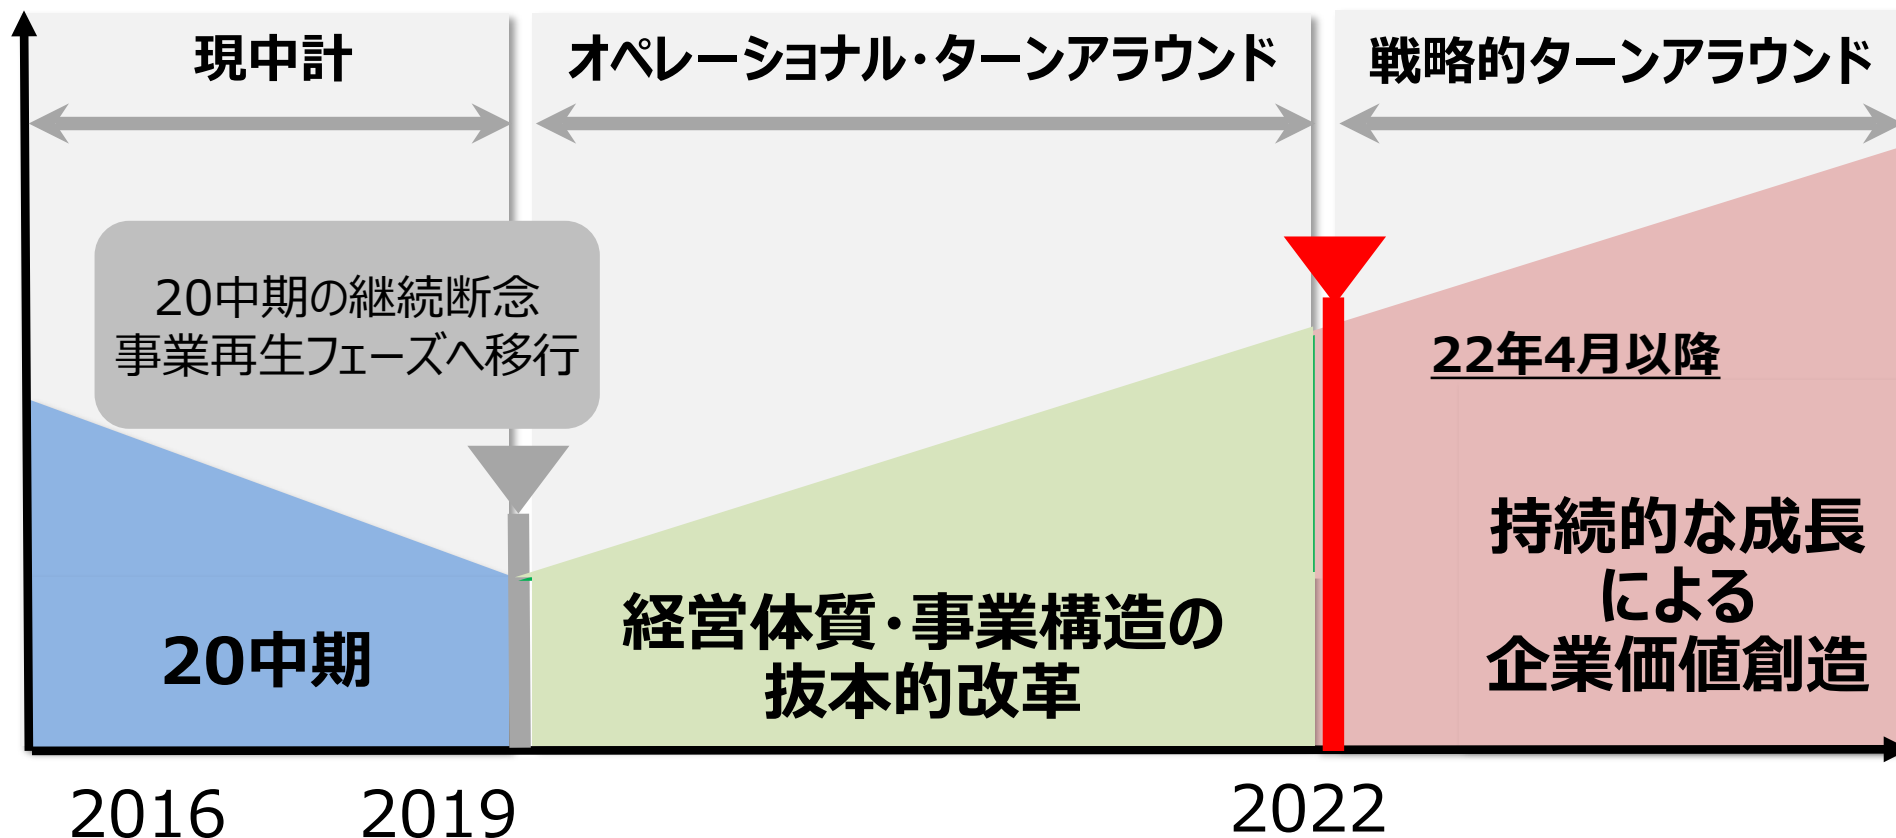 現中計
オペレーショナル・ターンアラウンド
戦略的ターンアラウンド
20中期の継続断念
事業再生フェーズへ移行
22年4月以降
20中期
経営体質・事業構造の
抜本的改革
持続的な成長
による
企業価値創造
2016
2019
2022